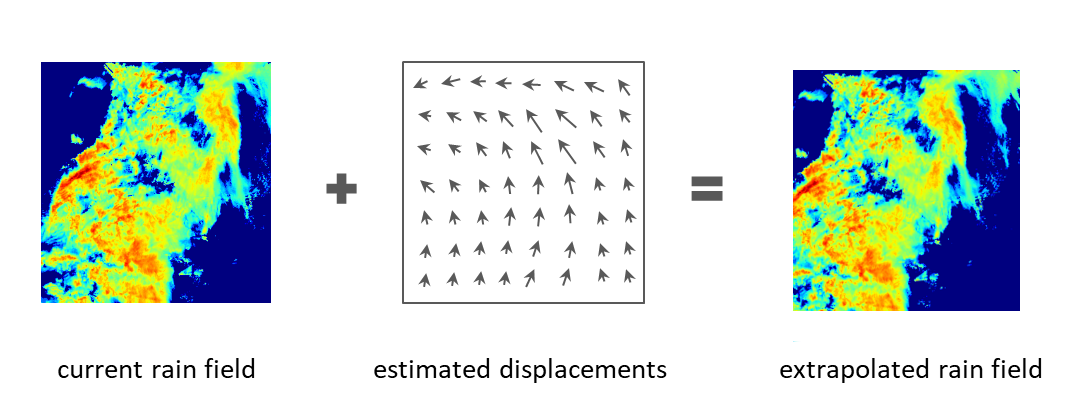 current rain field
estimated displacements
extrapolated rain field